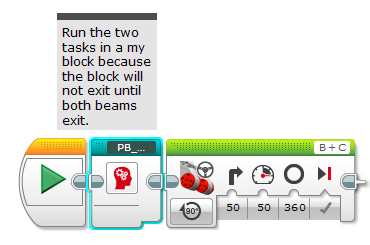 Run the two
tasks in a my
block because
the block will
not exit until
both beams
exit.
PB_...
B + C
90°
50 50 360